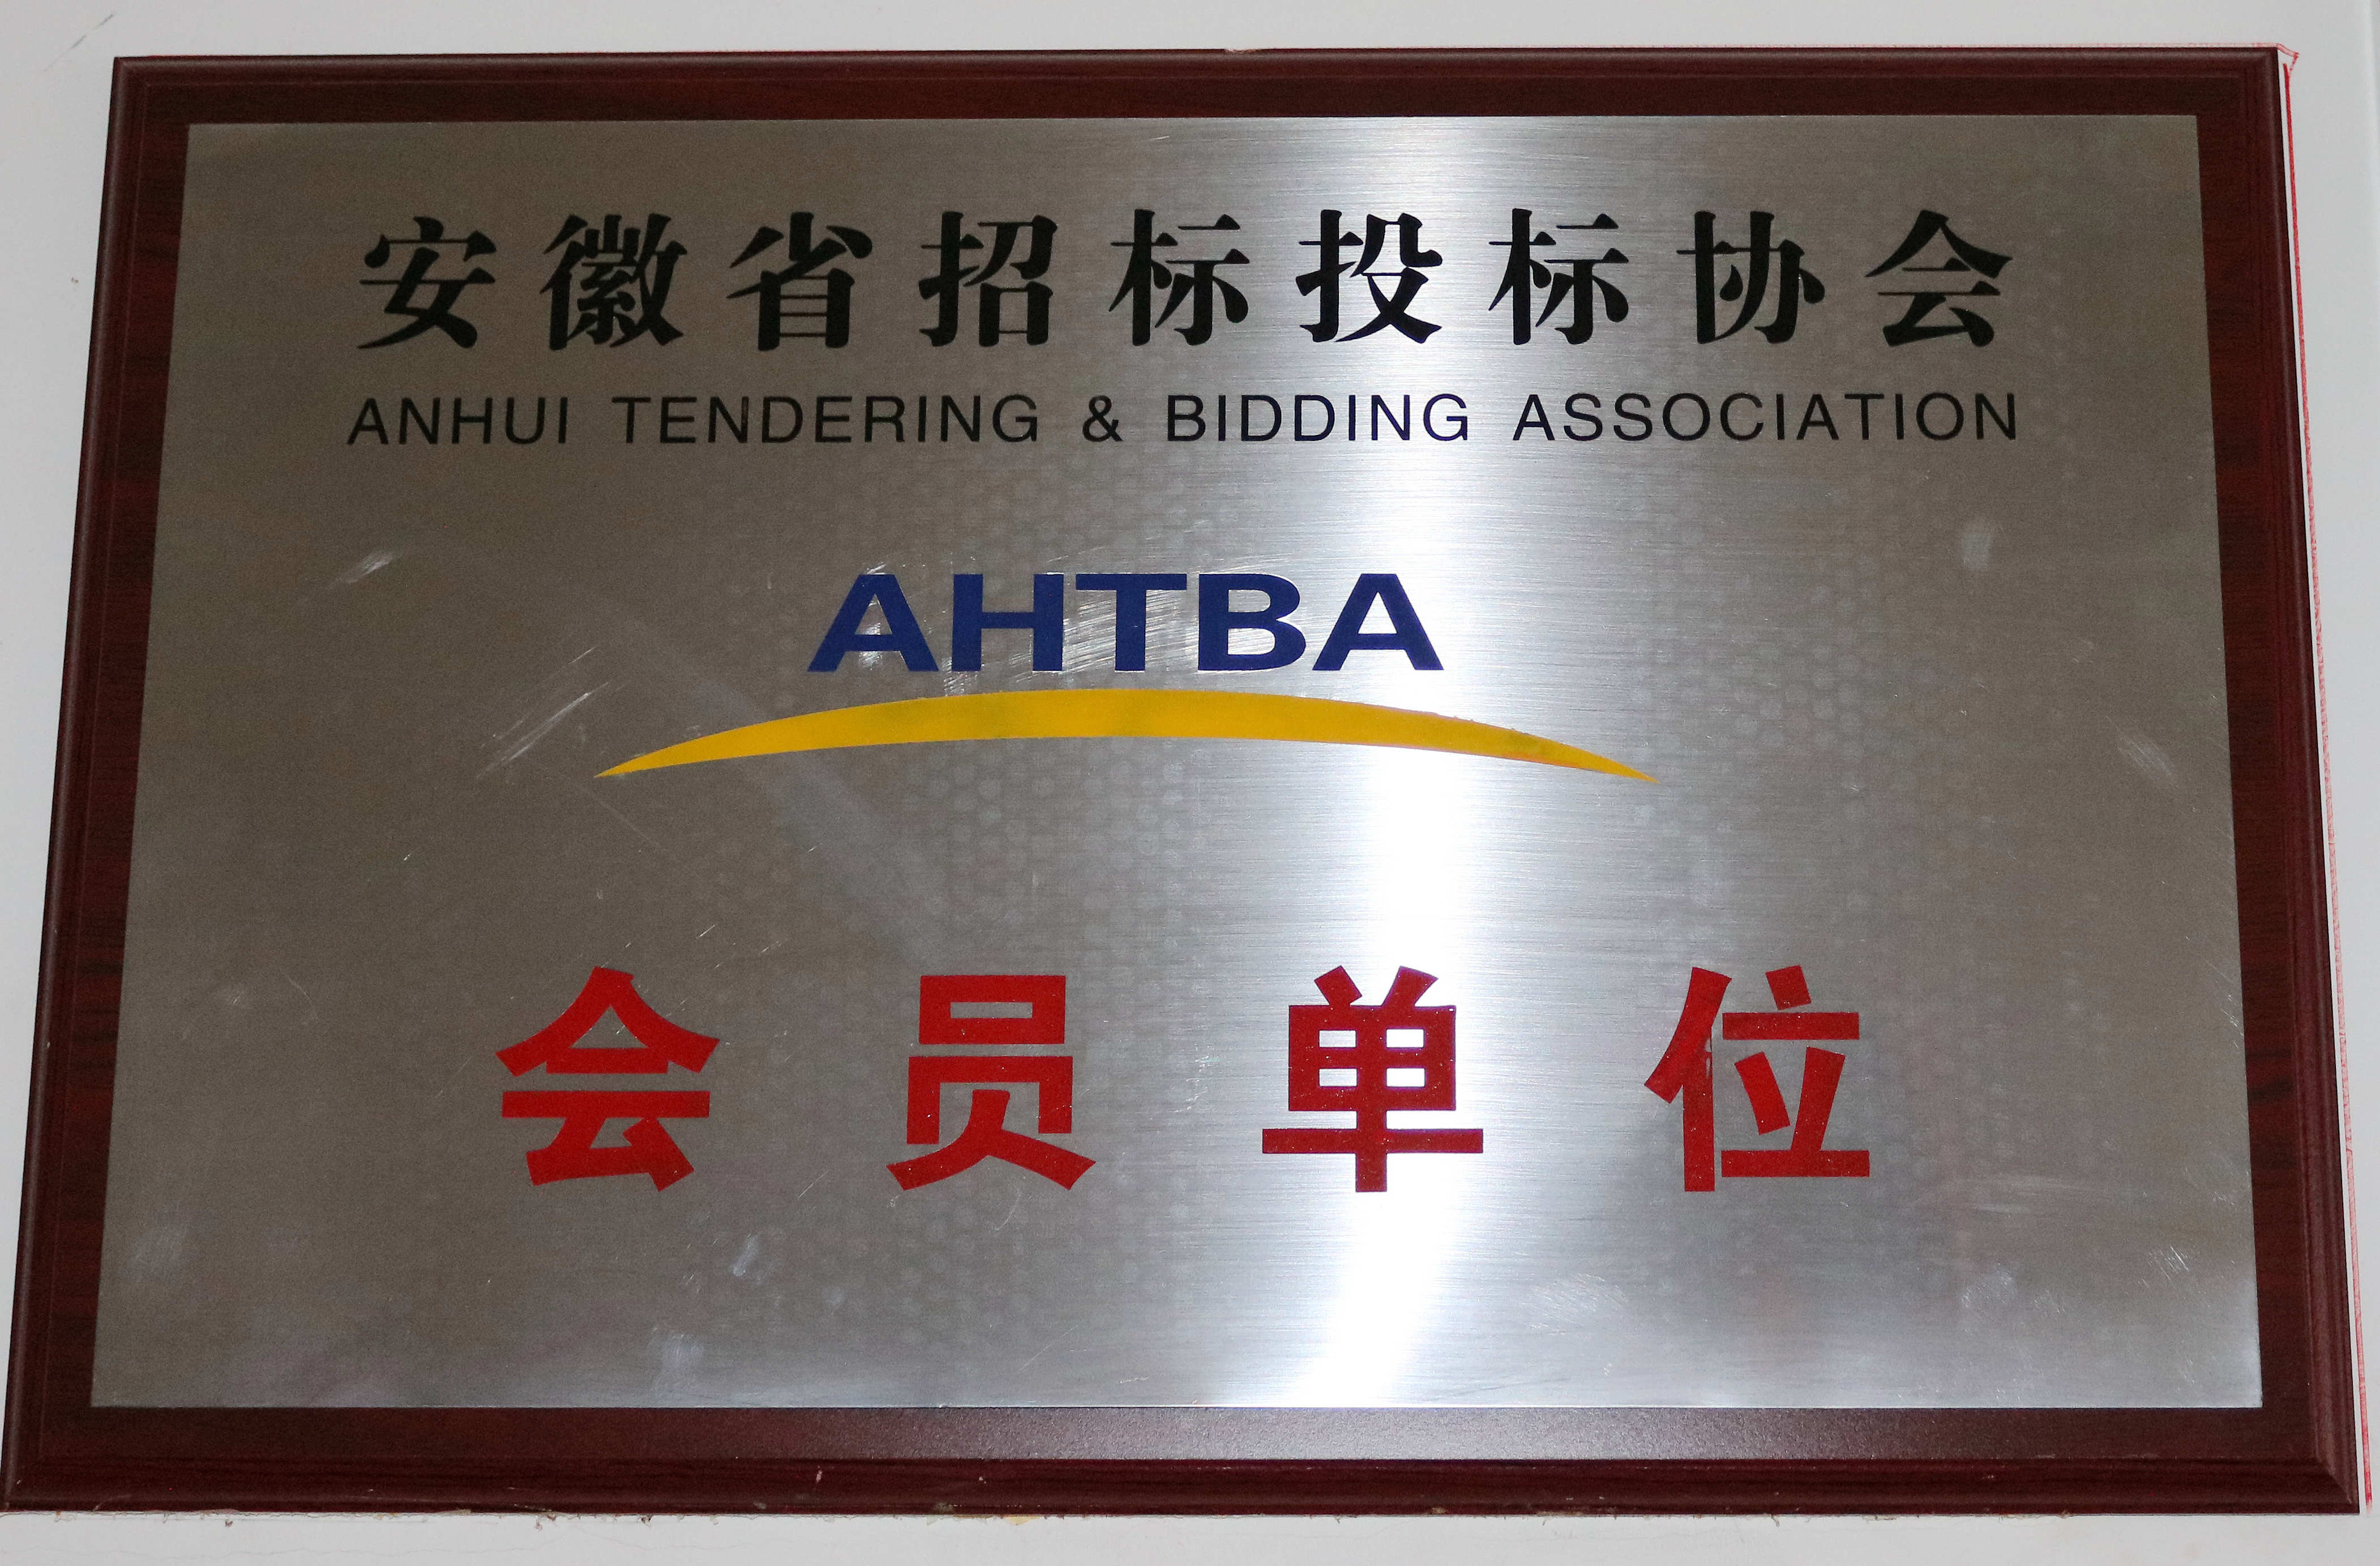 安徽省招标投标协会
ANHUI TENDERING & BIDDING ASSOCIATION
AHTBA
会员单位